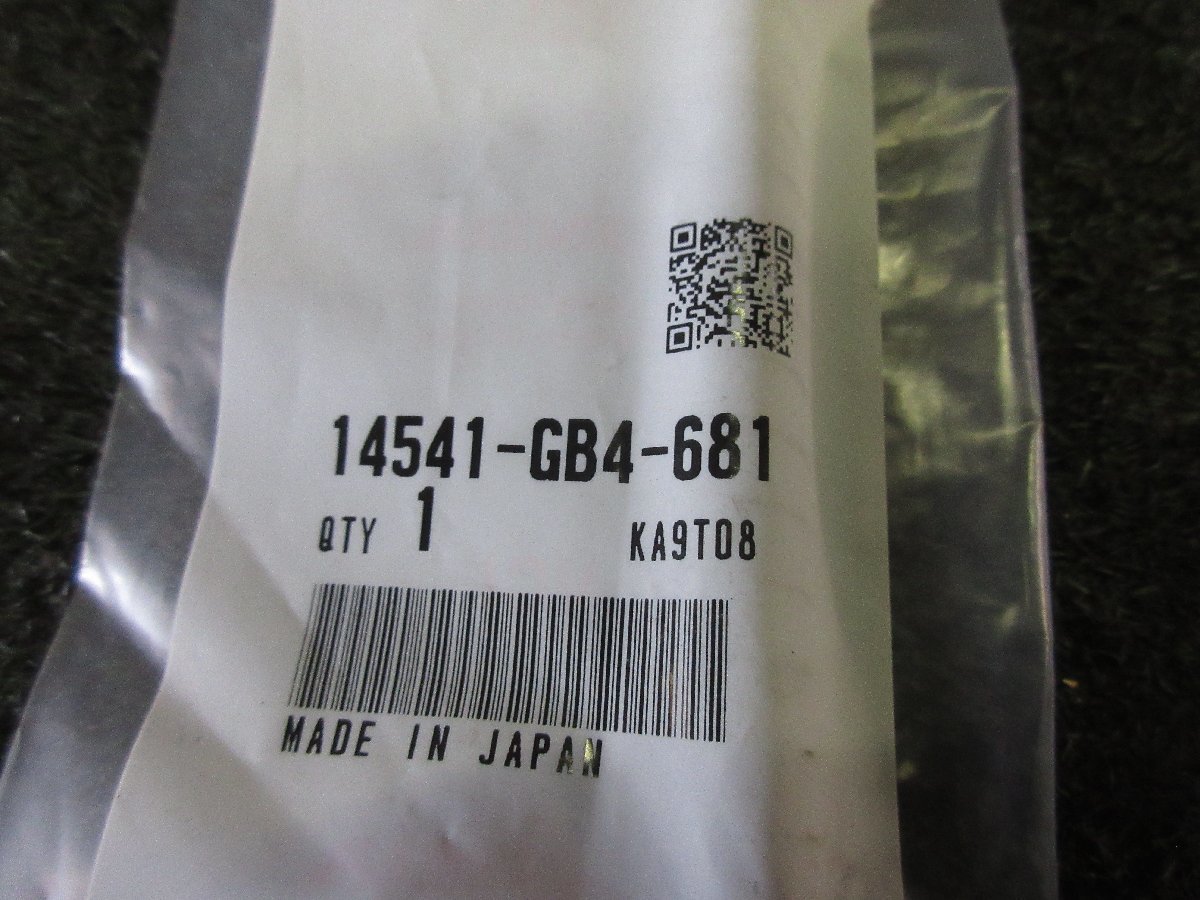 14541-GB4-681
QTY 1 KA9T08
MADE IN JAPAN